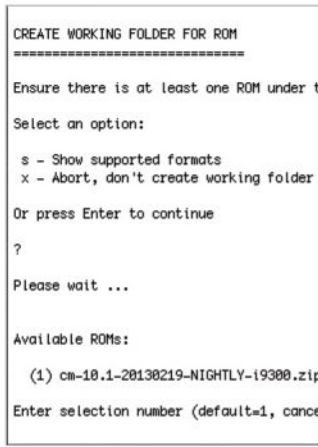 CREATE WORKING FOLDER FOR ROM
==============================
Ensure there is at least one ROM under t
Select an option:
s - Show supported formats
x - Abort, don't create working folder
Or press Enter to continue
?
Please wait ...
Available ROMs:
(1) cm-10.1-20130219-NIGHTLY-i9300.zip
Enter selection number (default=1, cance